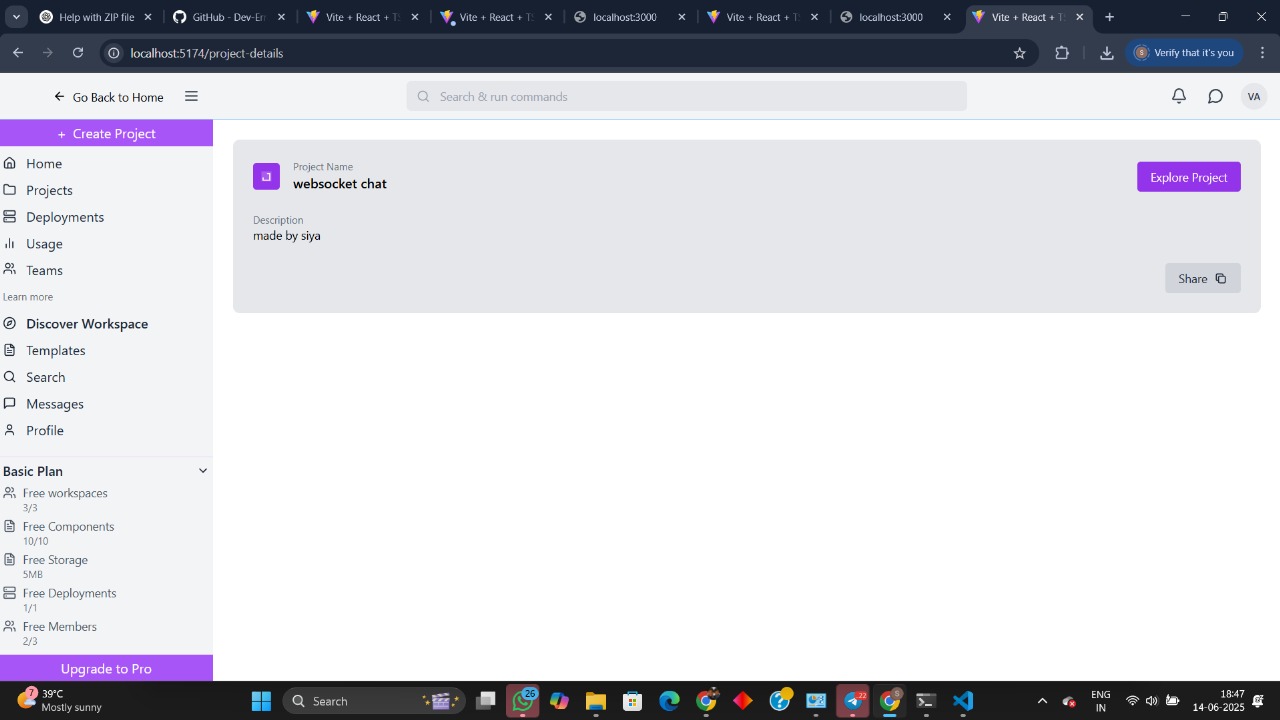 Help with ZIP file
GitHub - Dev-Em
Vite + React + TS
Vite + React + TS
localhost:3000
Vite + React + TS
localhost:3000
Vite + React + TS
localhost:5174/project-details
S
Verify that it's you
Go Back to Home
Search & run commands
VA
+ Create Project
Home
Projects
Deployments
Usage
Teams
Learn more
Discover Workspace
Templates
Search
Messages
Profile
Basic Plan
Free workspaces
3/3
Free Components
10/10
Free Storage
5MB
Free Deployments
1/1
Free Members
2/3
Upgrade to Pro
Project Name
websocket chat
Explore Project
Description
made by siya
Share
7
39°C
Mostly sunny
Search
26
22
S
ENG
IN
18:47
14-06-2025